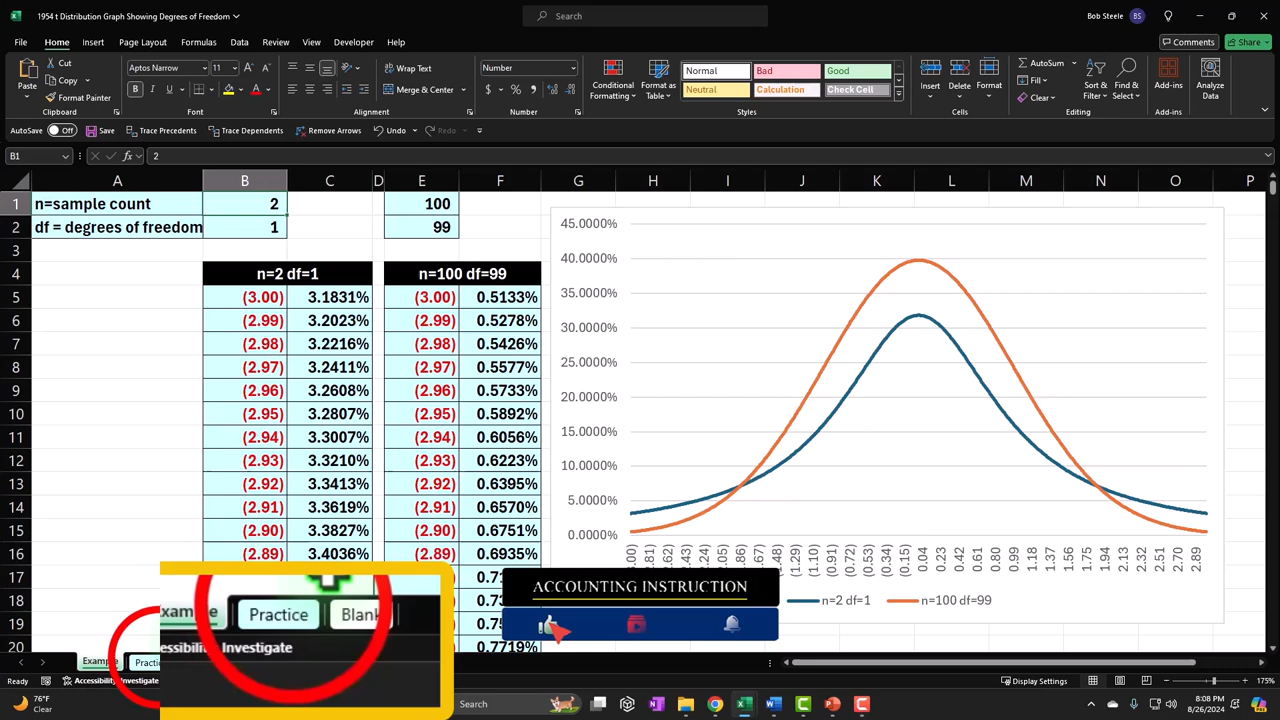 1954 t Distribution Graph Showing Degrees of Freedom
Search
Bob Steele BS
File Home Insert Page Layout Formulas Data Review View Developer Help
Comments Share
Paste
Cut
Copy
Format Painter
Clipboard
Aptos Narrow 11
Font
Wrap Text
Merge & Center
Alignment
Number
Number
Conditional Formatting
Format as Table
Normal Bad Good
Neutral Calculation Check Cell
Styles
Insert Delete Format
Cells
AutoSum
Fill
Clear
Sort & Filter
Find & Select
Editing
Add-ins
Add-ins
Analyze Data
AutoSave Off Save Trace Precedents Trace Dependents Remove Arrows Undo Redo
B1 fx 2
A B C D E F G H I J K L M N O P
1 n=sample count 2 100
2 df = degrees of freedom 1 99
3
4 n=2 df=1 n=100 df=99
5 (3.00) 3.1831% (3.00) 0.5133%
6 (2.99) 3.2023% (2.99) 0.5278%
7 (2.98) 3.2216% (2.98) 0.5426%
8 (2.97) 3.2411% (2.97) 0.5577%
9 (2.96) 3.2608% (2.96) 0.5733%
10 (2.95) 3.2807% (2.95) 0.5892%
11 (2.94) 3.3007% (2.94) 0.6056%
12 (2.93) 3.3210% (2.93) 0.6223%
13 (2.92) 3.3413% (2.92) 0.6395%
14 (2.91) 3.3619% (2.91) 0.6570%
15 (2.90) 3.3827% (2.90) 0.6751%
16 (2.89) 3.4036% (2.89) 0.6935%
17
18
19
20 0.7719%
45.0000%
40.0000%
35.0000%
30.0000%
25.0000%
20.0000%
15.0000%
10.0000%
5.0000%
0.0000%
(1.29) (1.10) (0.91) (0.72) (0.53) (0.34) (0.15) 0.04 0.23 0.42 0.61 0.80 0.99 1.18 1.37 1.56 1.75 1.94 2.13 2.32 2.51 2.70 2.89
n=2 df=1 n=100 df=99
ACCOUNTING INSTRUCTION
Example Practice Blank
Investigate
Example
Ready Accessibility: Investigate
Display Settings 175%
76°F
Clear
Search
8:08 PM
8/26/2024